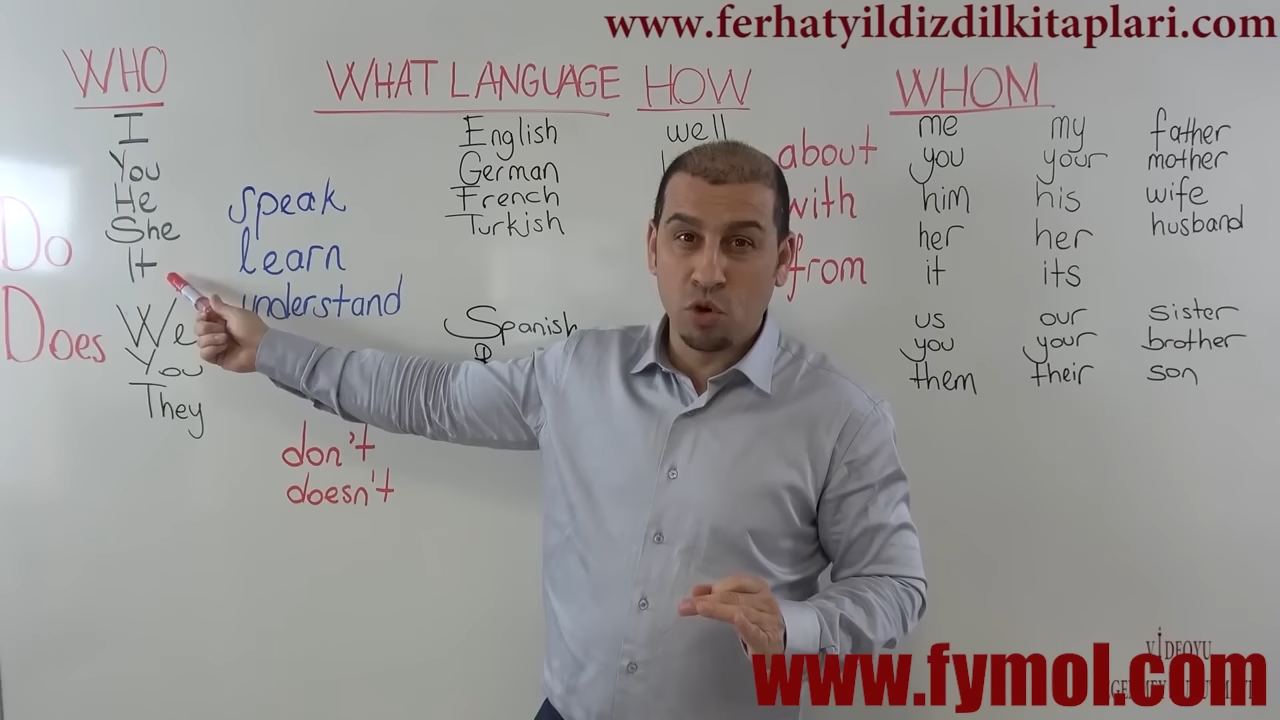 www.ferhatyildizdilkitaplari.com
WHO
I
You
He
She
It
We
You
They
Do
Does
speak
learn
understand
don't
doesn't
WHAT LANGUAGE
English
German
French
Turkish
Spanish
HOW
well
about
with
from
WHOM
me
you
him
her
it
us
you
them
my
your
his
her
its
our
your
their
father
mother
wife
husband
sister
brother
son
VİDEOYU
www.fymol.com